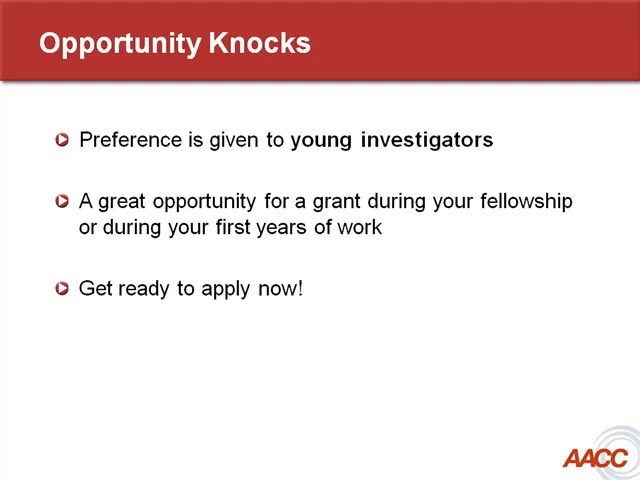 Opportunity Knocks
Preference is given to young investigators
A great opportunity for a grant during your fellowship
or during your first years of work
Get ready to apply now!
AACC